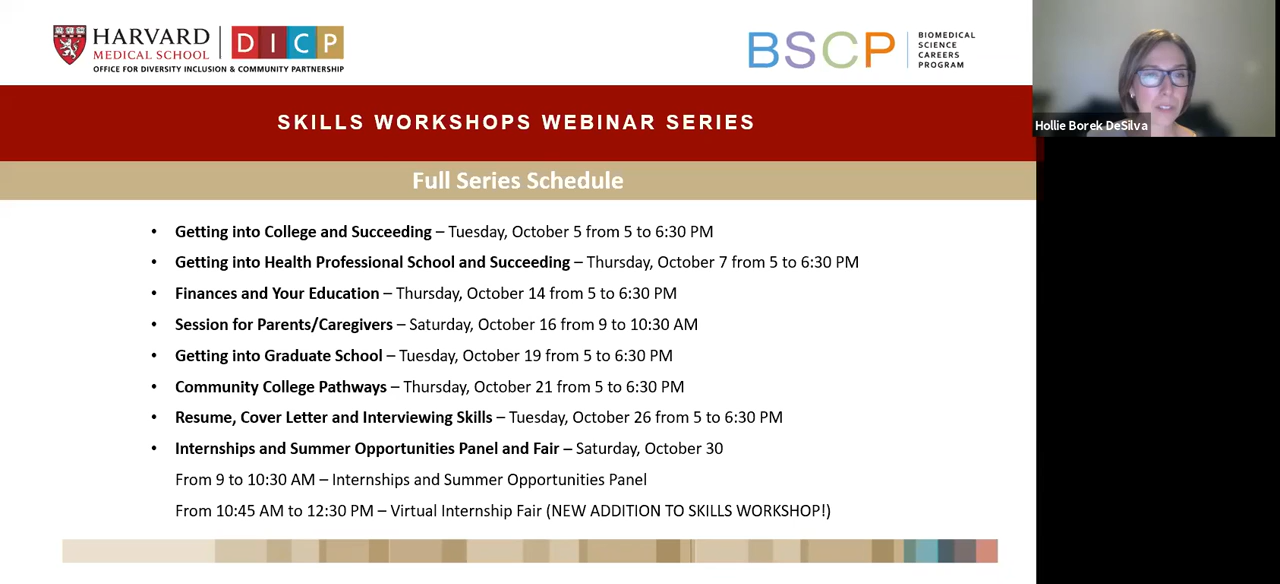 HARVARD
MEDICAL SCHOOL
DICP
OFFICE FOR DIVERSITY INCLUSION & COMMUNITY PARTNERSHIP
BSCP
BIOMEDICAL
SCIENCE
CAREERS
PROGRAM
Hollie Borek DeSilva
SKILLS WORKSHOPS WEBINAR SERIES
Full Series Schedule
• Getting into College and Succeeding – Tuesday, October 5 from 5 to 6:30 PM
• Getting into Health Professional School and Succeeding – Thursday, October 7 from 5 to 6:30 PM
• Finances and Your Education – Thursday, October 14 from 5 to 6:30 PM
• Session for Parents/Caregivers – Saturday, October 16 from 9 to 10:30 AM
• Getting into Graduate School – Tuesday, October 19 from 5 to 6:30 PM
• Community College Pathways – Thursday, October 21 from 5 to 6:30 PM
• Resume, Cover Letter and Interviewing Skills – Tuesday, October 26 from 5 to 6:30 PM
• Internships and Summer Opportunities Panel and Fair – Saturday, October 30
From 9 to 10:30 AM – Internships and Summer Opportunities Panel
From 10:45 AM to 12:30 PM – Virtual Internship Fair (NEW ADDITION TO SKILLS WORKSHOP!)